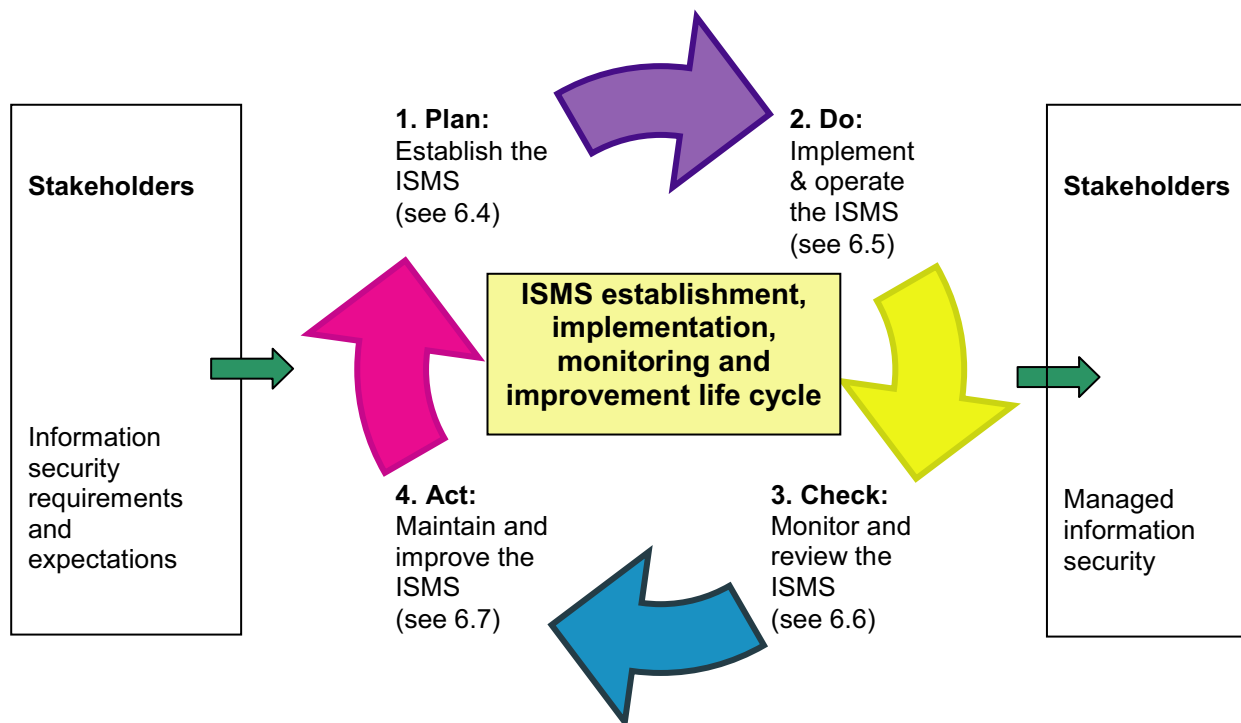 Stakeholders
Information
security
requirements
and
expectations
1. Plan:
Establish the
ISMS
(see 6.4)
2. Do:
Implement
& operate
the ISMS
(see 6.5)
ISMS establishment,
implementation,
monitoring and
improvement life cycle
4. Act:
Maintain and
improve the
ISMS
(see 6.7)
3. Check:
Monitor and
review the
ISMS
(see 6.6)
Stakeholders
Managed
information
security